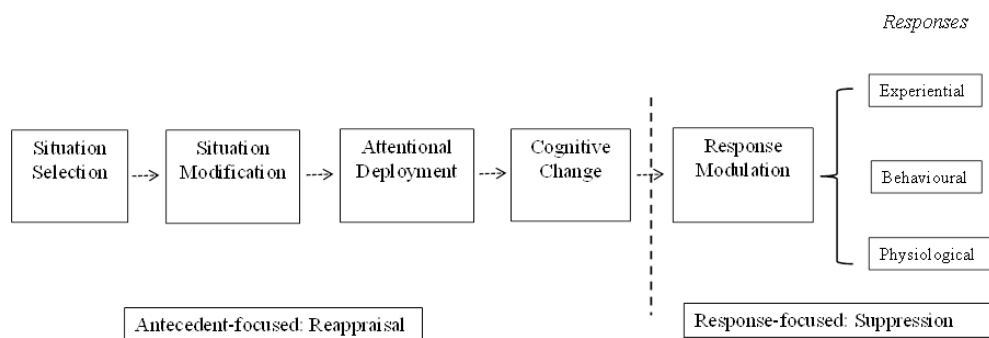 Responses
Experiential
Situation
Selection
Situation
Modification
Attentional
Deployment
Cognitive
Change
Response
Modulation
Behavioural
Physiological
Antecedent-focused: Reappraisal
Response-focused: Suppression